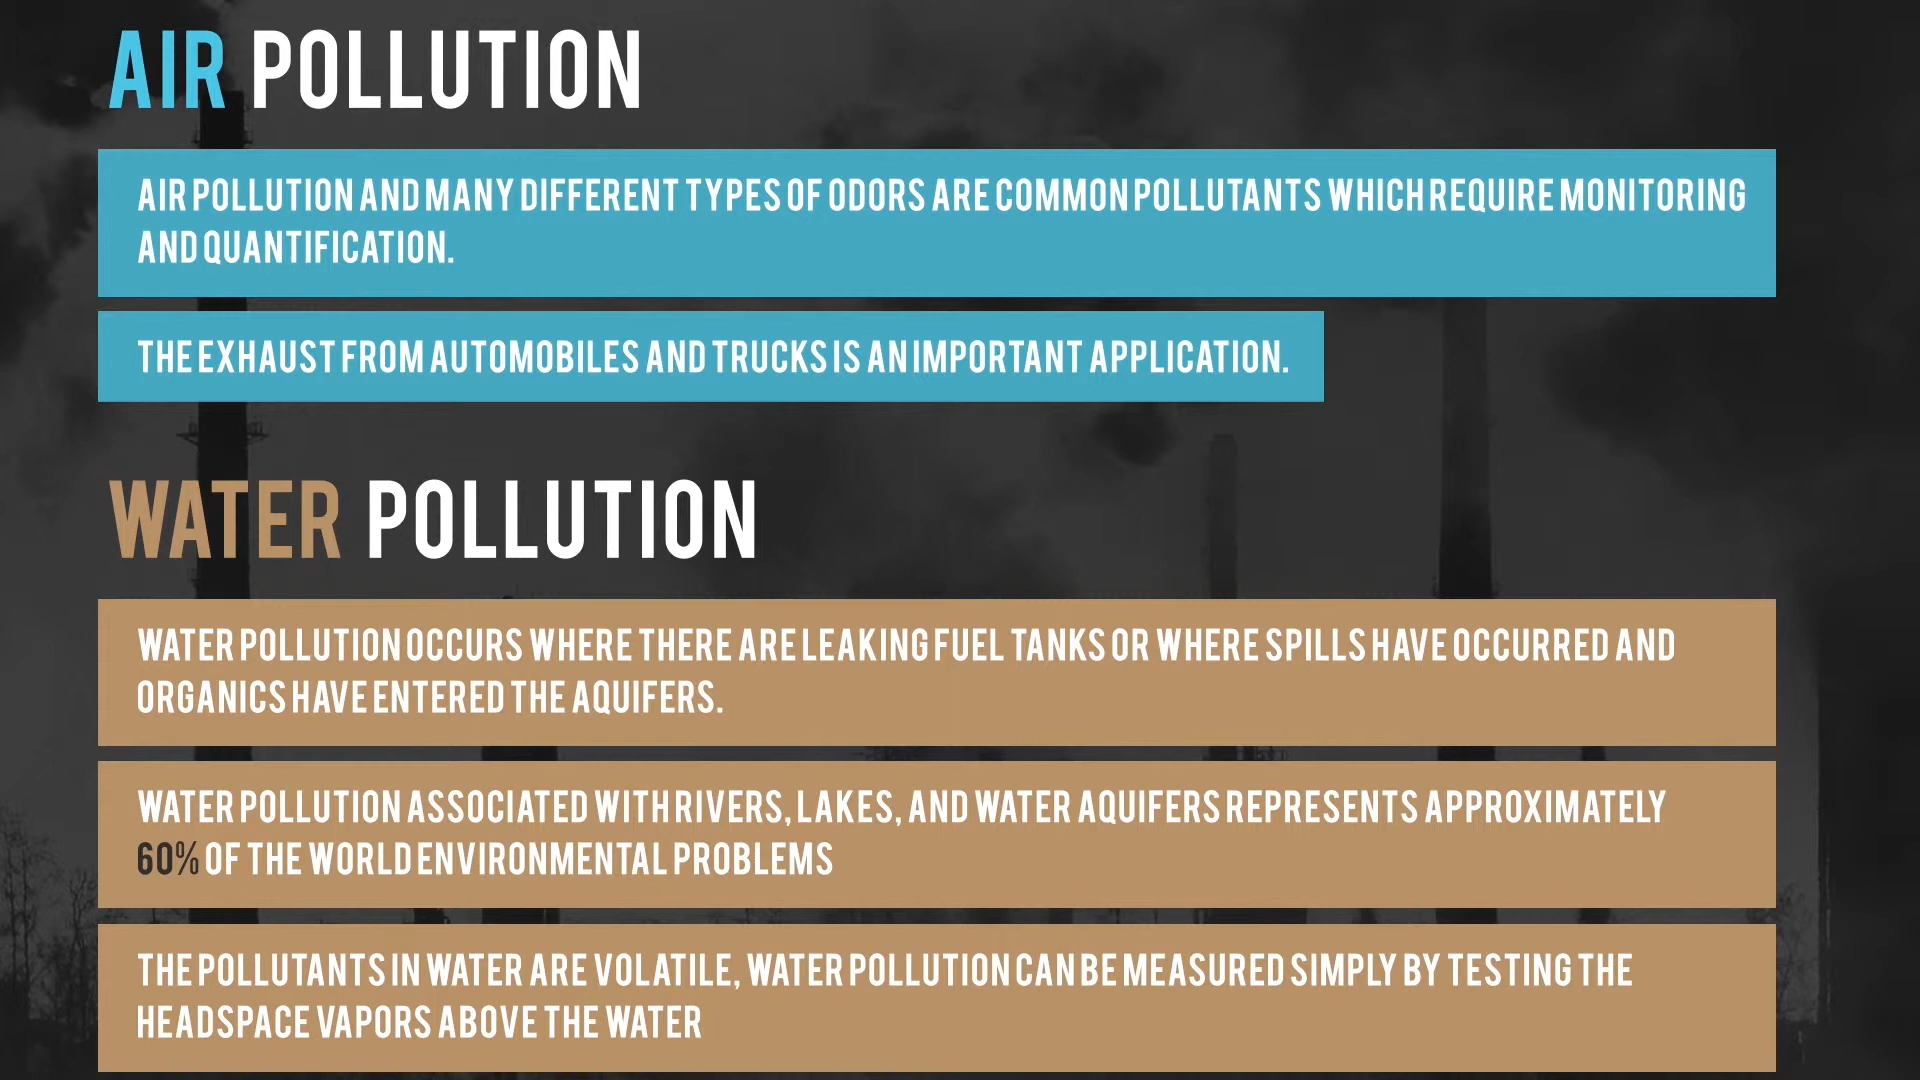 AIR POLLUTION
AIR POLLUTION AND MANY DIFFERENT TYPES OF ODORS ARE COMMON POLLUTANTS WHICH REQUIRE MONITORING
AND QUANTIFICATION.
THE EXHAUST FROM AUTOMOBILES AND TRUCKS IS AN IMPORTANT APPLICATION.
WATER POLLUTION
WATER POLLUTION OCCURS WHERE THERE ARE LEAKING FUEL TANKS OR WHERE SPILLS HAVE OCCURRED AND
ORGANICS HAVE ENTERED THE AQUIFERS.
WATER POLLUTION ASSOCIATED WITH RIVERS, LAKES, AND WATER AQUIFERS REPRESENTS APPROXIMATELY
60% OF THE WORLD ENVIRONMENTAL PROBLEMS
THE POLLUTANTS IN WATER ARE VOLATILE, WATER POLLUTION CAN BE MEASURED SIMPLY BY TESTING THE
HEADSPACE VAPORS ABOVE THE WATER